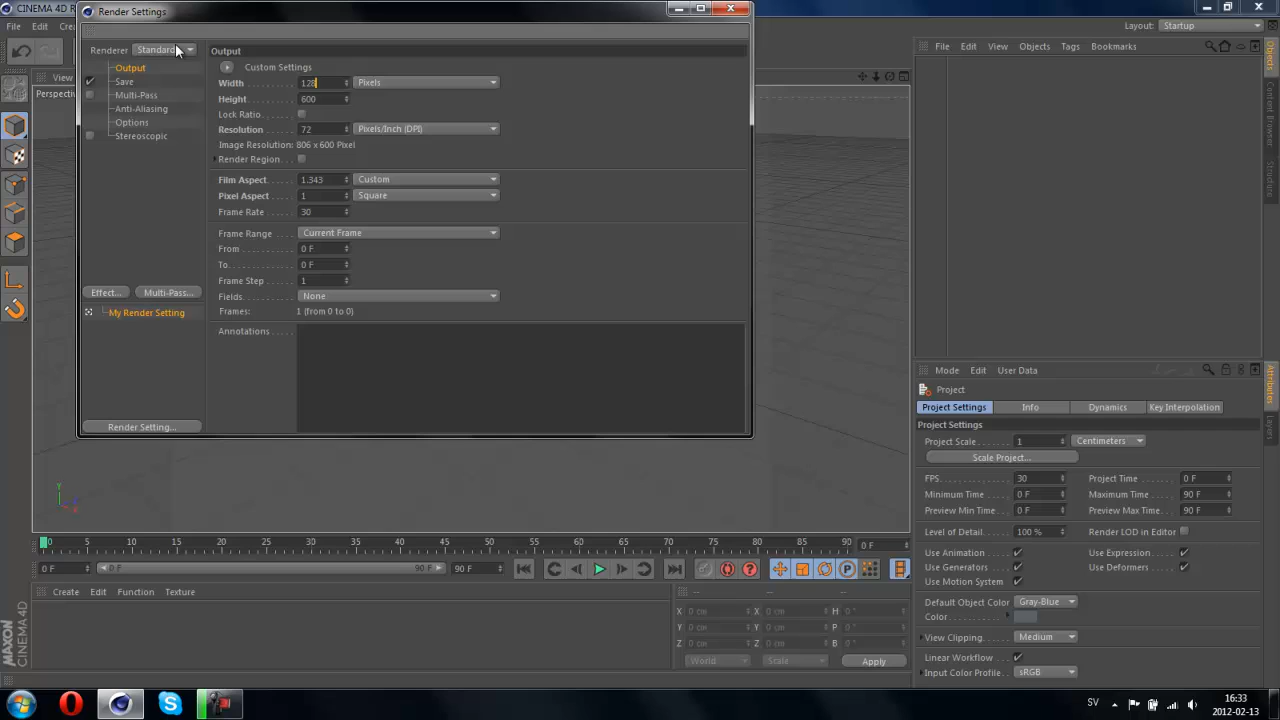 CINEMA 4D R
Render Settings
File Edit Crea
Layout: Startup
Renderer Standard
Output
Output
Save
Multi-Pass
Anti-Aliasing
Options
Stereoscopic
Effect... Multi-Pass...
My Render Setting
Render Setting...
Custom Settings
Width 128 Pixels
Height 600
Lock Ratio
Resolution 72 Pixels/Inch (DPI)
Image Resolution: 806 x 600 Pixel
Render Region
Film Aspect 1.343 Custom
Pixel Aspect 1 Square
Frame Rate 30
Frame Range Current Frame
From 0 F
To 0 F
Frame Step 1
Fields None
Frames: 1 (from 0 to 0)
Annotations
View
Perspectiv
File Edit View Objects Tags Bookmarks
Objects
Content Browser
Structure
Mode Edit User Data
Attributes
Layers
Project
Project Settings Info Dynamics Key Interpolation
Project Settings
Project Scale 1 Centimeters
Scale Project...
FPS 30 Project Time 0 F
Minimum Time 0 F Maximum Time 90 F
Preview Min Time 0 F Preview Max Time 90 F
Level of Detail 100 % Render LOD in Editor
Use Animation Use Expression
Use Generators Use Deformers
Use Motion System
Default Object Color Gray-Blue
Color
View Clipping Medium
Linear Workflow
Input Color Profile sRGB
Y
0 5 10 15 20 25 30 35 40 45 50 55 60 65 70 75 80 85 90 0 F
0 F 0 F 90 F 90 F
Create Edit Function Texture
-- -- --
X 0 cm X 0 cm H 0 °
Y 0 cm Y 0 cm P 0 °
Z 0 cm Z 0 cm B 0 °
World Scale Apply
MAXON
CINEMA 4D
SV 16:33
2012-02-13